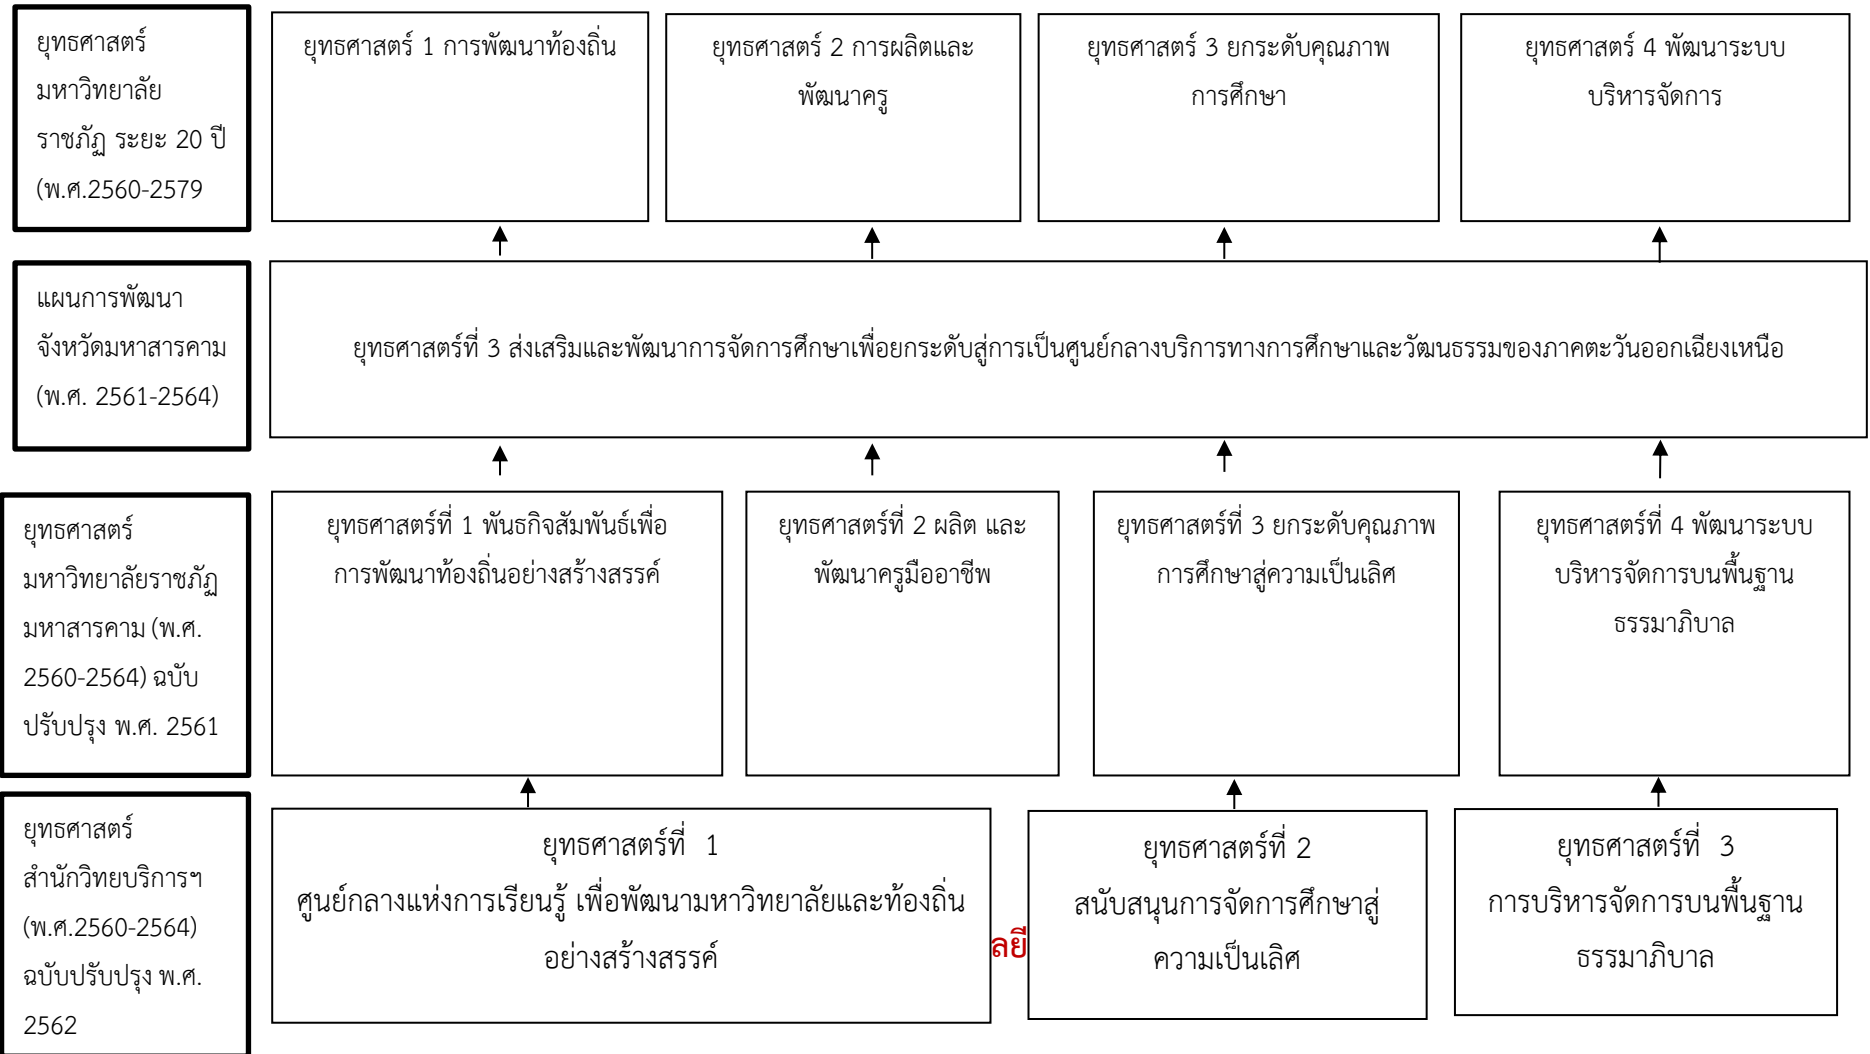 ยุทธศาสตร์
มหาวิทยาลัย
ราชภัฏ ระยะ 20 ปี
(พ.ศ.2560-2579
ยุทธศาสตร์ 1 การพัฒนาท้องถิ่น
ยุทธศาสตร์ 2 การผลิตและ
พัฒนาครู
ยุทธศาสตร์ 3 ยกระดับคุณภาพ
การศึกษา
ยุทธศาสตร์ 4 พัฒนาระบบ
บริหารจัดการ
แผนการพัฒนา
จังหวัดมหาสารคาม
(พ.ศ. 2561-2564)
ยุทธศาสตร์ที่ 3 ส่งเสริมและพัฒนาการจัดการศึกษาเพื่อยกระดับสู่การเป็นศูนย์กลางบริการทางการศึกษาและวัฒนธรรมของภาคตะวันออกเฉียงเหนือ
ยุทธศาสตร์
มหาวิทยาลัยราชภัฏ
มหาสารคาม (พ.ศ.
2560-2564) ฉบับ
ปรับปรุง พ.ศ. 2561
ยุทธศาสตร์ที่ 1 พันธกิจสัมพันธ์เพื่อ
การพัฒนาท้องถิ่นอย่างสร้างสรรค์
ยุทธศาสตร์ที่ 2 ผลิต และ
พัฒนาครูมืออาชีพ
ยุทธศาสตร์ที่ 3 ยกระดับคุณภาพ
การศึกษาสู่ความเป็นเลิศ
ยุทธศาสตร์ที่ 4 พัฒนาระบบ
บริหารจัดการบนพื้นฐาน
ธรรมาภิบาล
ยุทธศาสตร์
สำนักวิทยบริการฯ
(พ.ศ.2560-2564)
ฉบับปรับปรุง พ.ศ.
2562
ยุทธศาสตร์ที่ 1
ศูนย์กลางแห่งการเรียนรู้ เพื่อพัฒนามหาวิทยาลัยและท้องถิ่น
อย่างสร้างสรรค์
ลยี
ยุทธศาสตร์ที่ 2
สนับสนุนการจัดการศึกษาสู่
ความเป็นเลิศ
ยุทธศาสตร์ที่ 3
การบริหารจัดการบนพื้นฐาน
ธรรมาภิบาล